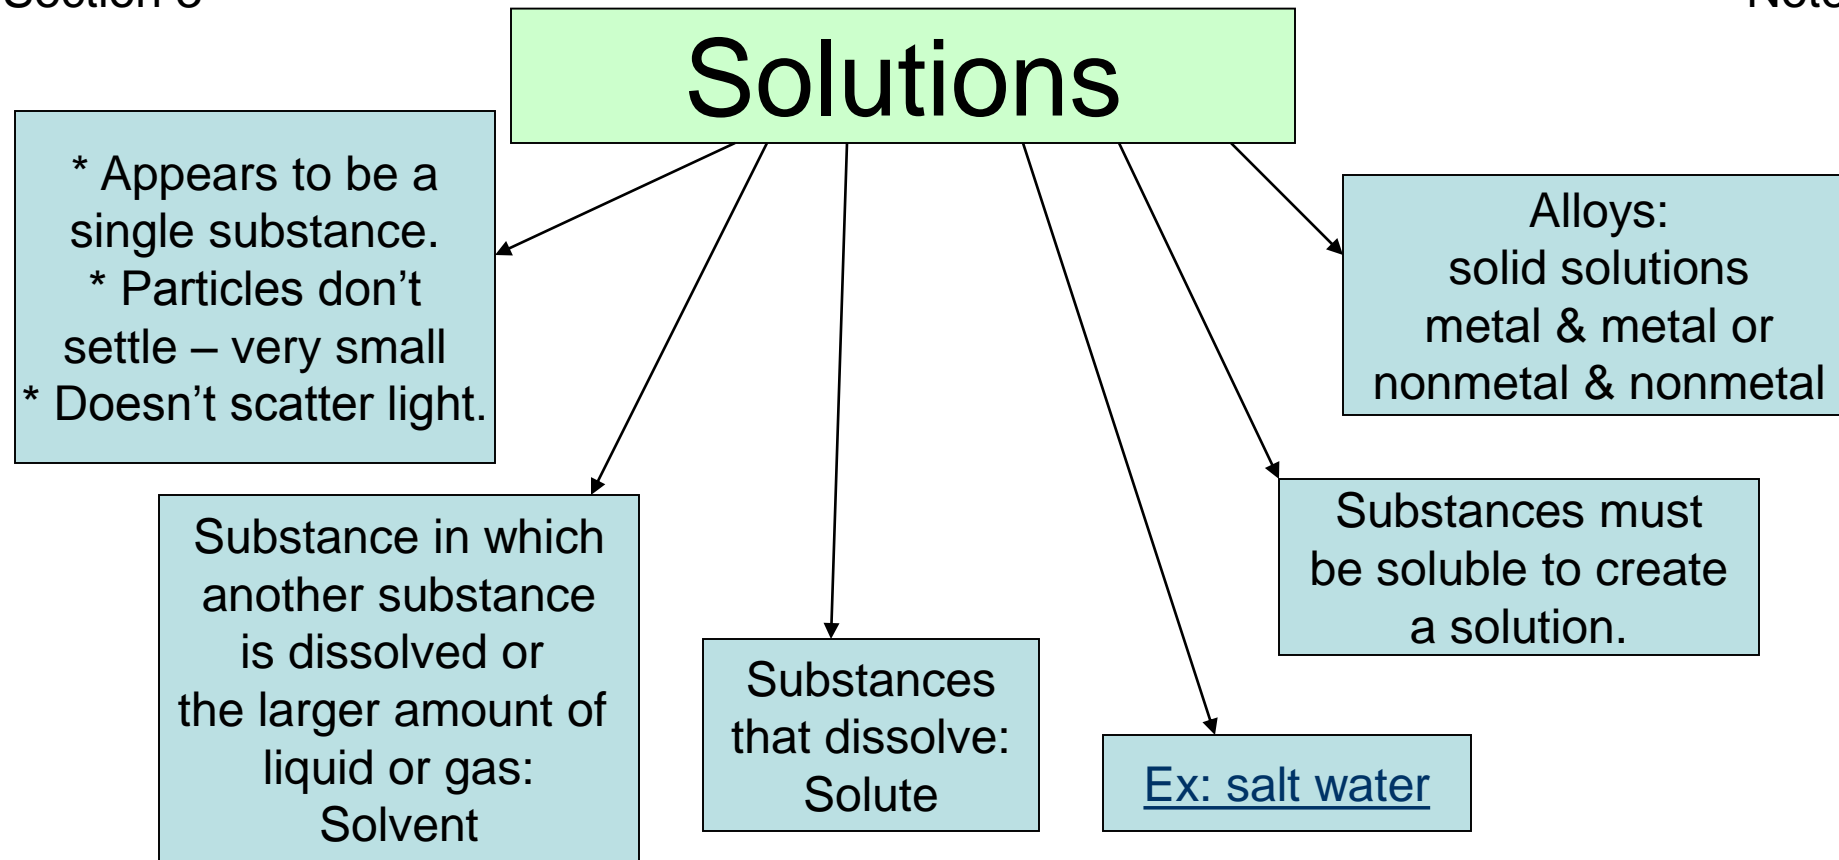 Solutions
* Appears to be a
single substance.
* Particles don't
settle – very small
* Doesn't scatter light.
Alloys:
solid solutions
metal & metal or
nonmetal & nonmetal
Substance in which
another substance
is dissolved or
the larger amount of
liquid or gas:
Solvent
Substances
that dissolve:
Solute
Ex: salt water
Substances must
be soluble to create
a solution.